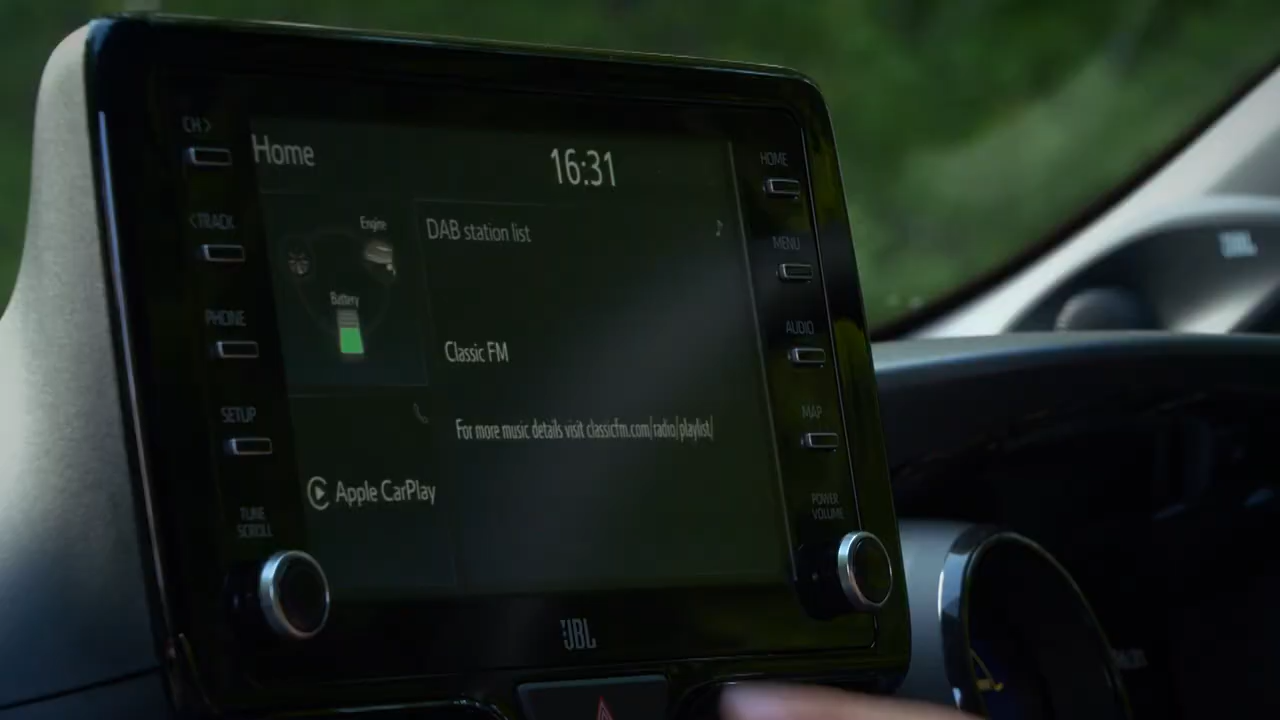 CH>
Home
16:31
HOME
<TRACK
Engine
DAB station list
MENU
PHONE
Battery
Classic FM
AUDIO
SETUP
For more music details visit classicfm.com/radio/playlist/
MAP
Apple CarPlay
TUNE
SCROLL
POWER
VOLUME
JBL
JBL